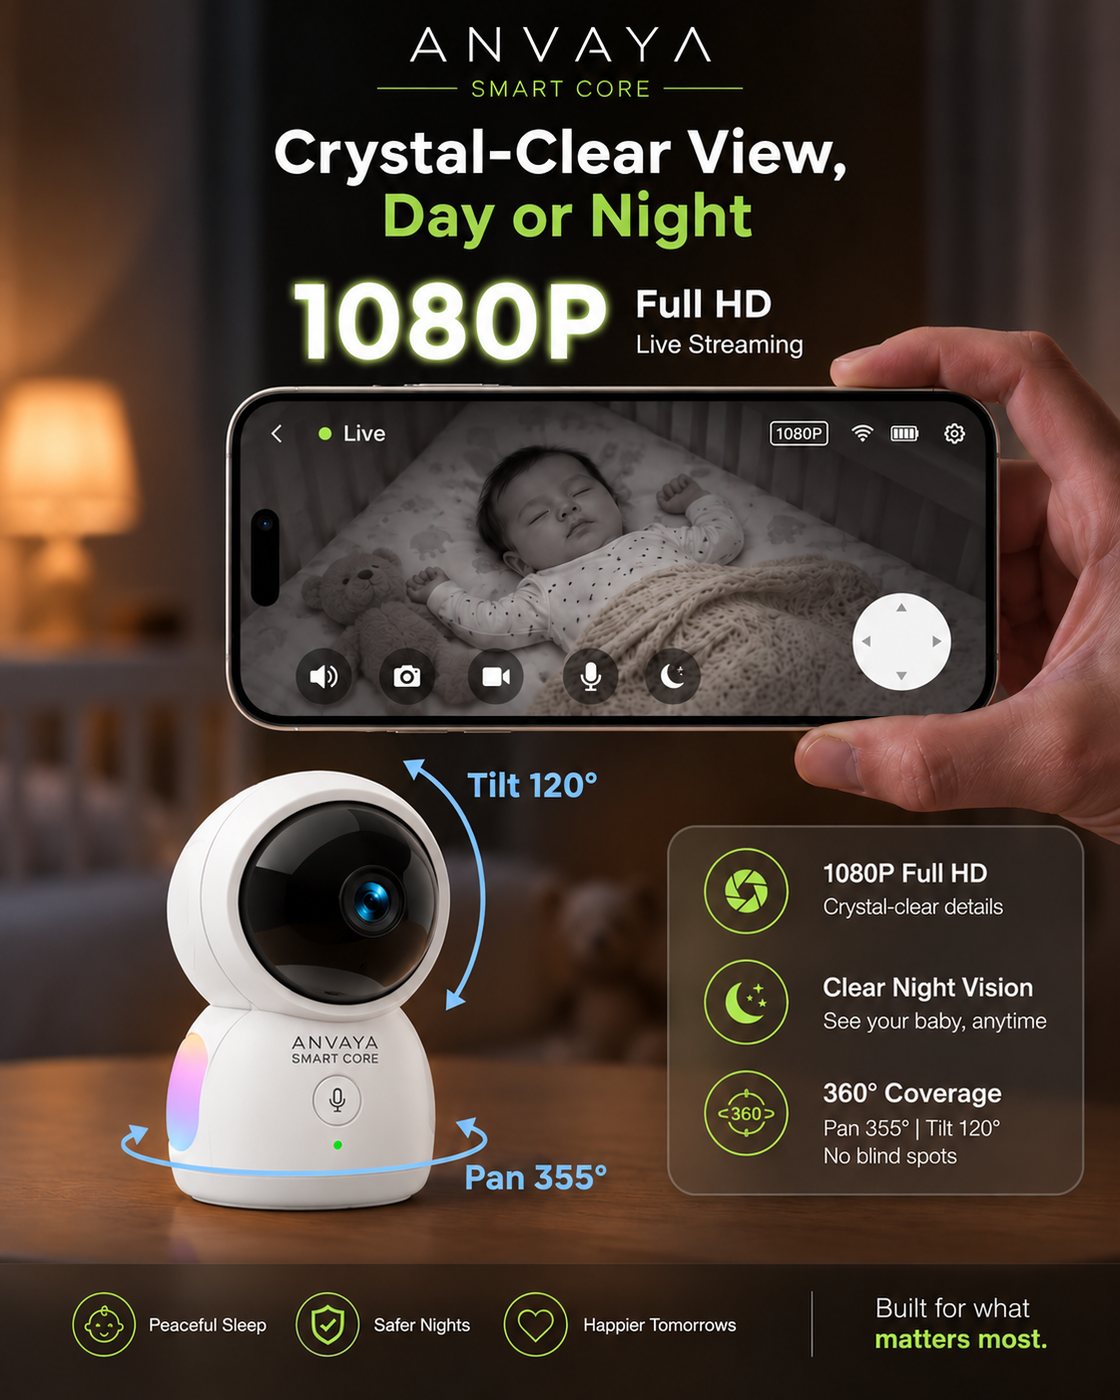 ANVAYA
SMART CORE
Crystal-Clear View,
Day or Night
1080P
Full HD
Live Streaming
Live
1080P
Tilt 120°
ANVAYA
SMART CORE
Pan 355°
1080P Full HD
Crystal-clear details
Clear Night Vision
See your baby, anytime
360
360° Coverage
Pan 355° | Tilt 120°
No blind spots
Peaceful Sleep
Safer Nights
Happier Tomorrows
Built for what
matters most.